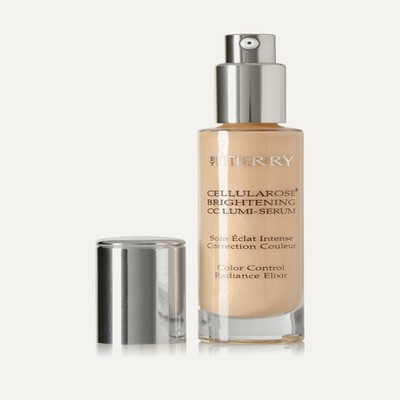 BY TERRY
CELLULAROSE®
BRIGHTENING
CC LUMI-SERUM
Soin Éclat Intense
Correction Couleur
Color Control
Radiance Elixir